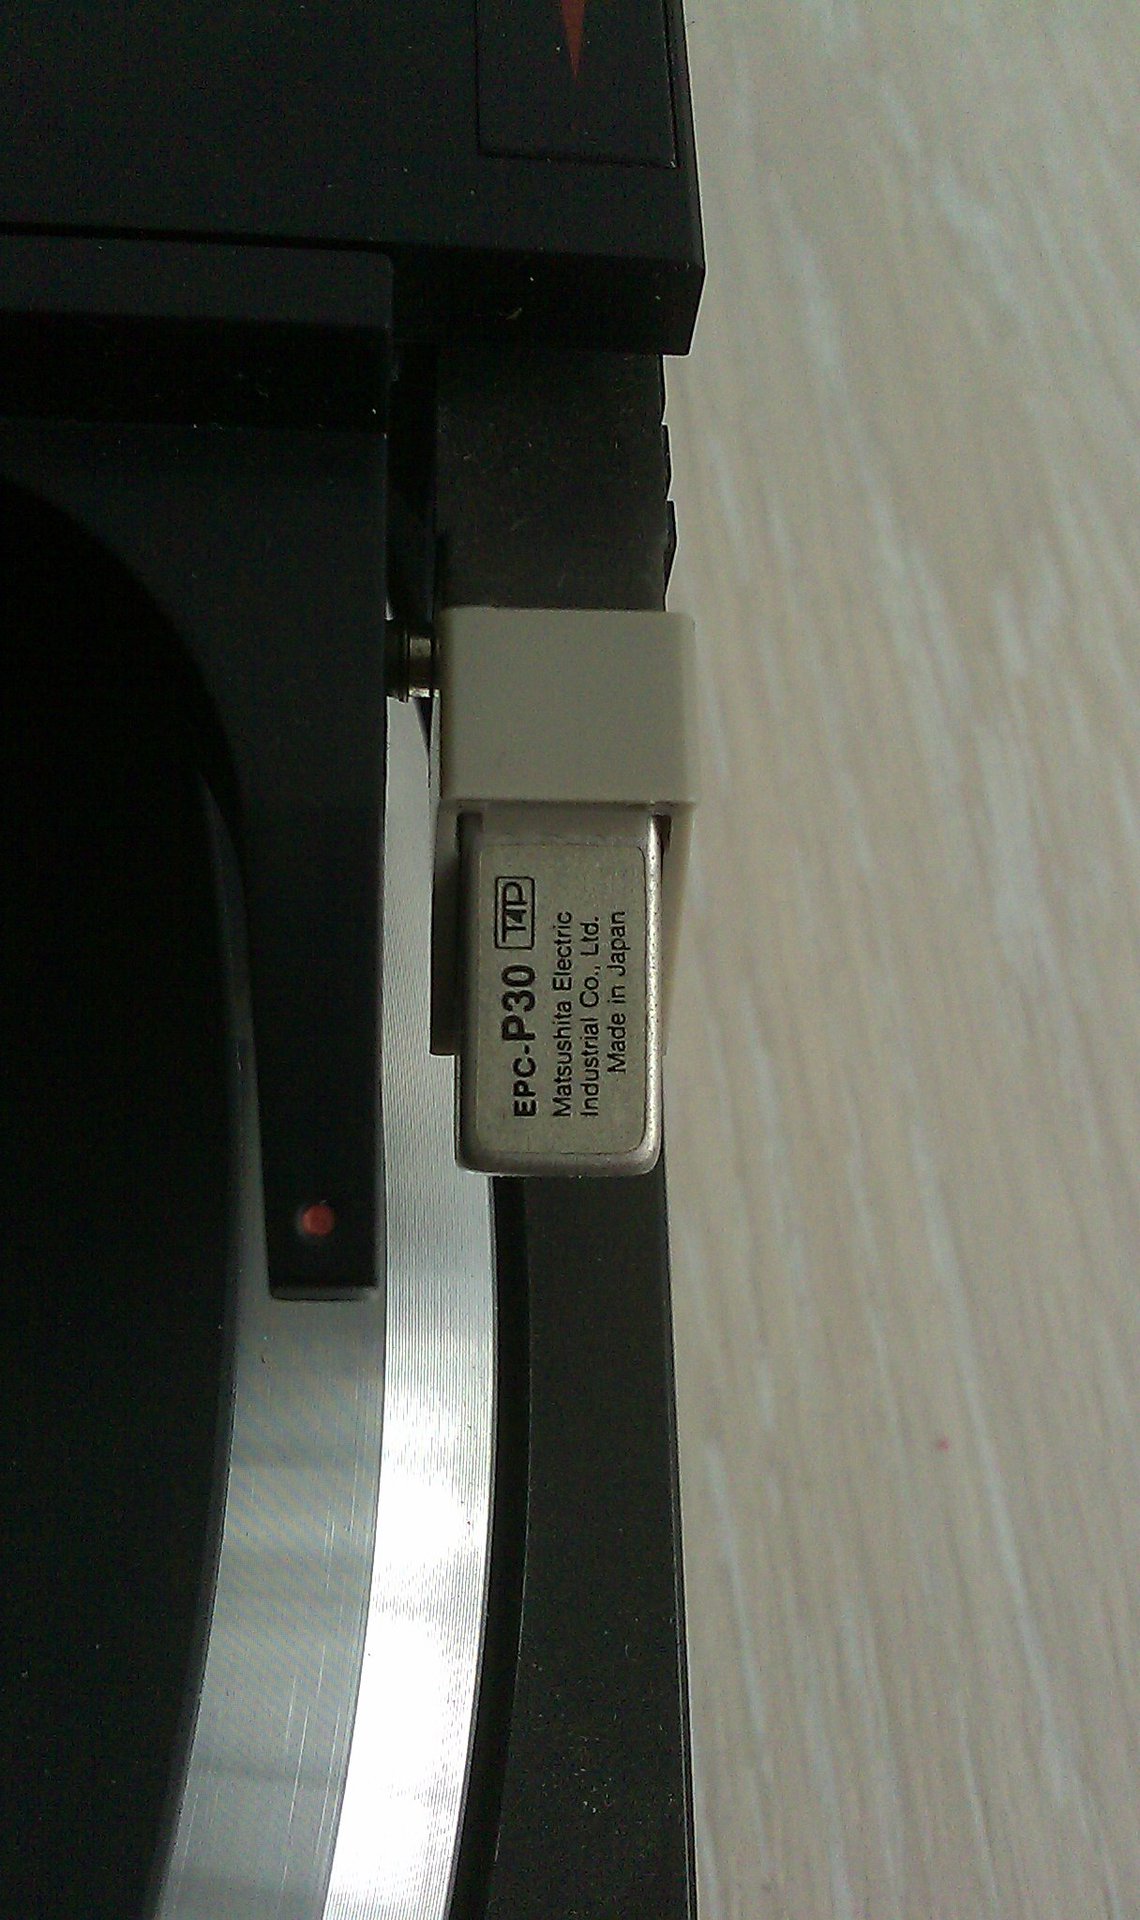 EPC-P30 T4P
Matsushita Electric
Industrial Co., Ltd.
Made in Japan